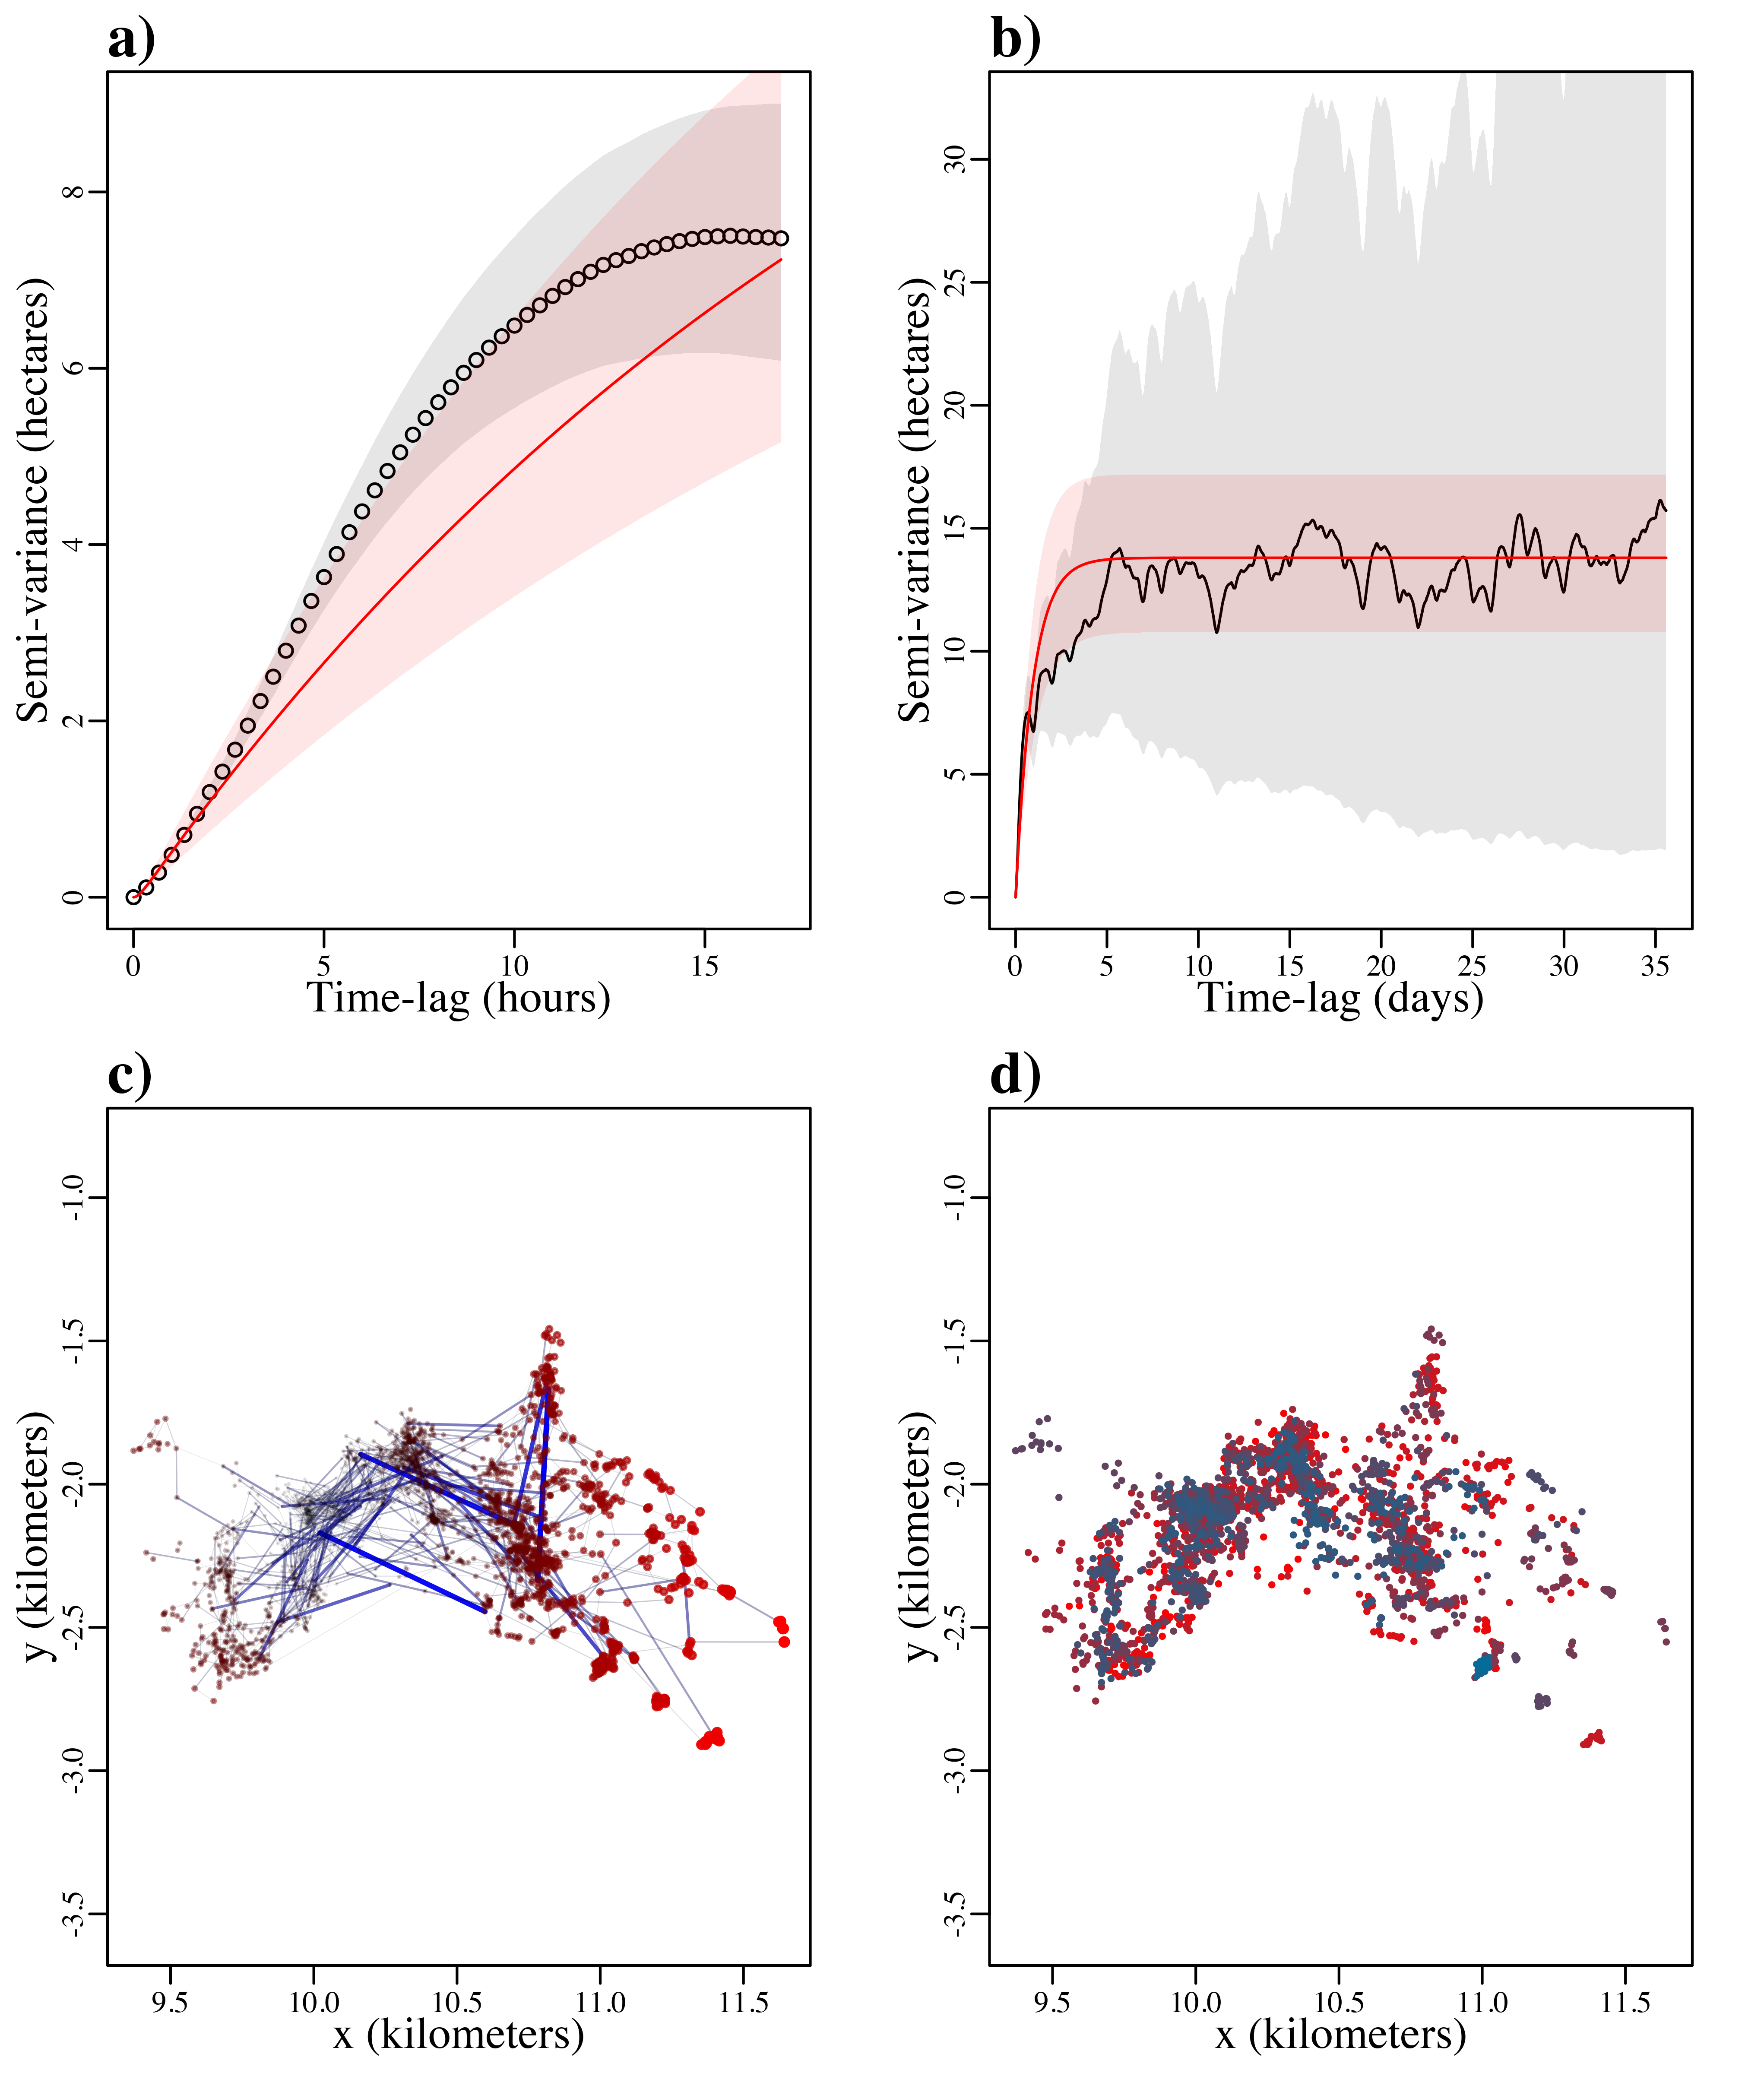 a)
Semi-variance (hectares)
8
6
4
2
0
0 5 10 15
Time-lag (hours)
b)
Semi-variance (hectares)
30
25
20
15
10
5
0
0 5 10 15 20 25 30 35
Time-lag (days)
c)
y (kilometers)
-1.0
-1.5
-2.0
-2.5
-3.0
-3.5
9.5 10.0 10.5 11.0 11.5
x (kilometers)
d)
y (kilometers)
-1.0
-1.5
-2.0
-2.5
-3.0
-3.5
9.5 10.0 10.5 11.0 11.5
x (kilometers)